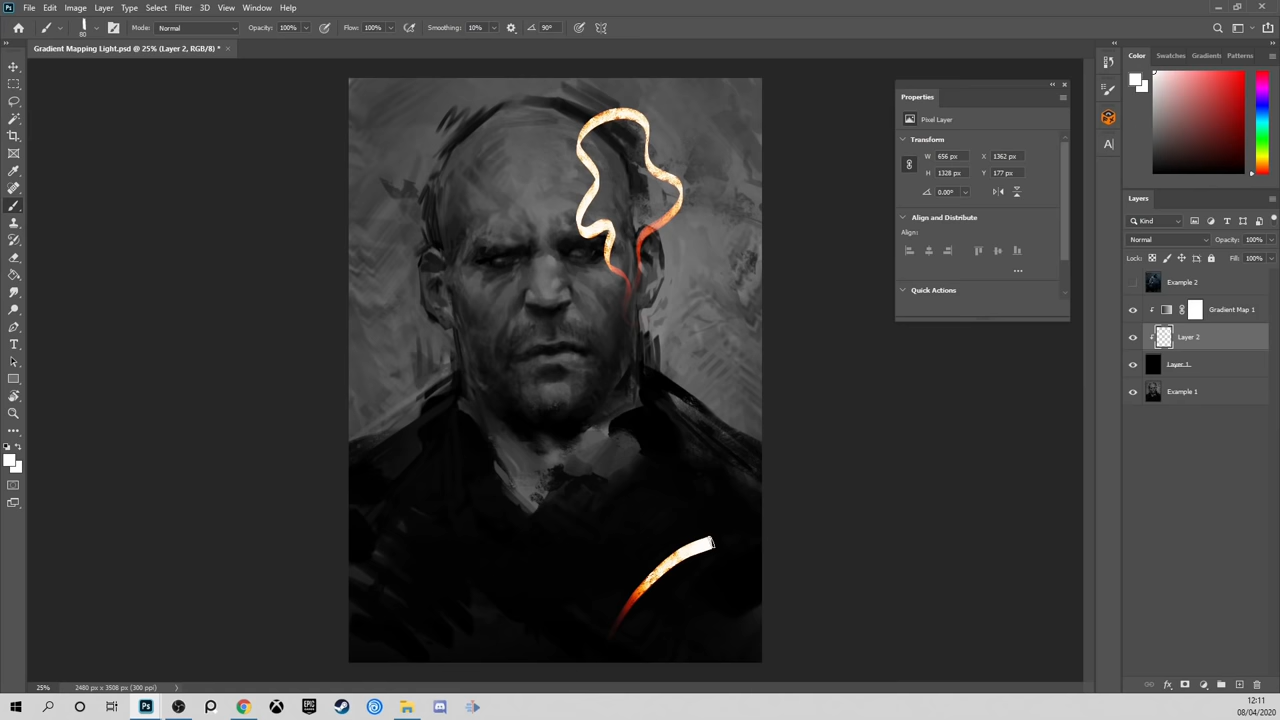 File Edit Image Layer Type Select Filter 3D View Window Help
80 Mode: Normal Opacity: 100% Flow: 100% Smoothing: 10% 90°
Gradient Mapping Light.psd @ 25% (Layer 2, RGB/8) * ×
Color Swatches Gradients Patterns
Properties
Pixel Layer
Transform
W 656 px X 1362 px
H 1328 px Y 177 px
0.00°
Align and Distribute
Align:
Quick Actions
Layers
Kind
Normal Opacity: 100%
Lock: Fill: 100%
Example 2
Gradient Map 1
Layer 2
Layer 1
Example 1
25% 2480 px x 3508 px (300 ppi)
12:11
08/04/2020